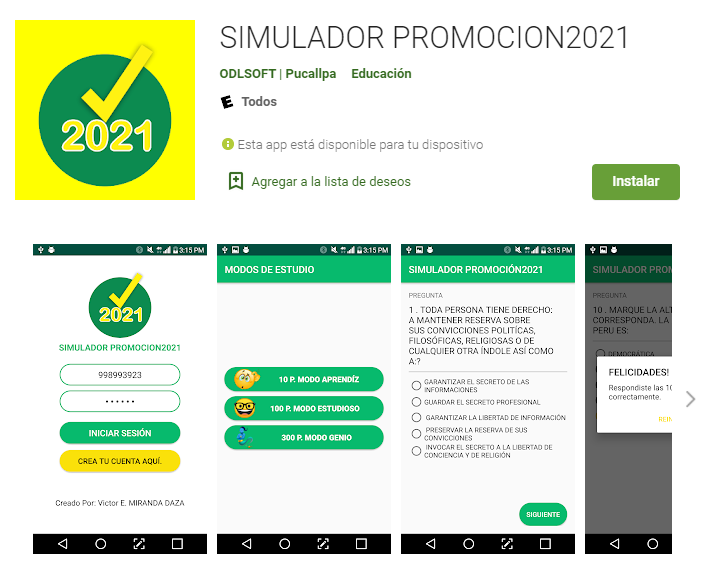 2021
SIMULADOR PROMOCION2021
ODLSOFT | Pucallpa Educación
E Todos
Esta app está disponible para tu dispositivo
Agregar a la lista de deseos
Instalar
3:15 PM
2021
SIMULADOR PROMOCION2021
998993923
• • • • • •
INICIAR SESIÓN
CREA TU CUENTA AQUÍ.
Creado Por: Victor E. MIRANDA DAZA
3:15 PM
MODOS DE ESTUDIO
10 P. MODO APRENDÍZ
100 P. MODO ESTUDIOSO
300 P. MODO GENIO
3:15 PM
SIMULADOR PROMOCIÓN2021
PREGUNTA
1 . TODA PERSONA TIENE DERECHO:
A MANTENER RESERVA SOBRE
SUS CONVICCIONES POLITÍCAS,
FILOSÓFICAS, RELIGIOSAS O DE
CUALQUIER OTRA ÍNDOLE ASÍ COMO
A:?
GARANTIZAR EL SECRETO DE LAS
INFORMACIONES
GUARDAR EL SECRETO PROFESIONAL
GARANTIZAR LA LIBERTAD DE INFORMACIÓN
PRESERVAR LA RESERVA DE SUS
CONVICCIONES
INVOCAR EL SECRETO A LA LIBERTAD DE
CONCIENCIA Y DE RELIGIÓN
SIGUIENTE
SIMULADOR PROM
PREGUNTA
10 . MARQUE LA ALT
CORRESPONDA. LA
PERU ES:
DEMOCRÁTICA
FELICIDADES!
Respondiste las 10
correctamente.